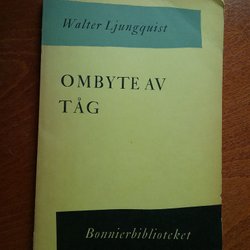 Walter Ljungquist
OMBYTE AV
TÅG
Bonnierbiblioteket